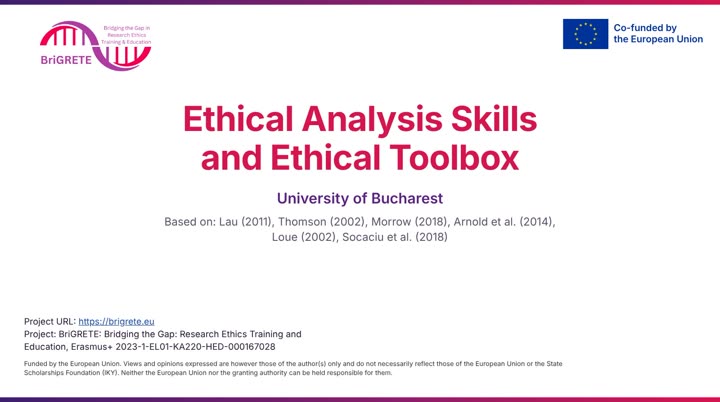 Bridging the Gap in
Research Ethics
Training & Education
BriGRETE
Co-funded by
the European Union
Ethical Analysis Skills
and Ethical Toolbox
University of Bucharest
Based on: Lau (2011), Thomson (2002), Morrow (2018), Arnold et al. (2014),
Loue (2002), Socaciu et al. (2018)
Project URL: https://brigrete.eu
Project: BriGRETE: Bridging the Gap: Research Ethics Training and
Education, Erasmus+ 2023-1-EL01-KA220-HED-000167028
Funded by the European Union. Views and opinions expressed are however those of the author(s) only and do not necessarily reflect those of the European Union or the State
Scholarships Foundation (IKY). Neither the European Union nor the granting authority can be held responsible for them.